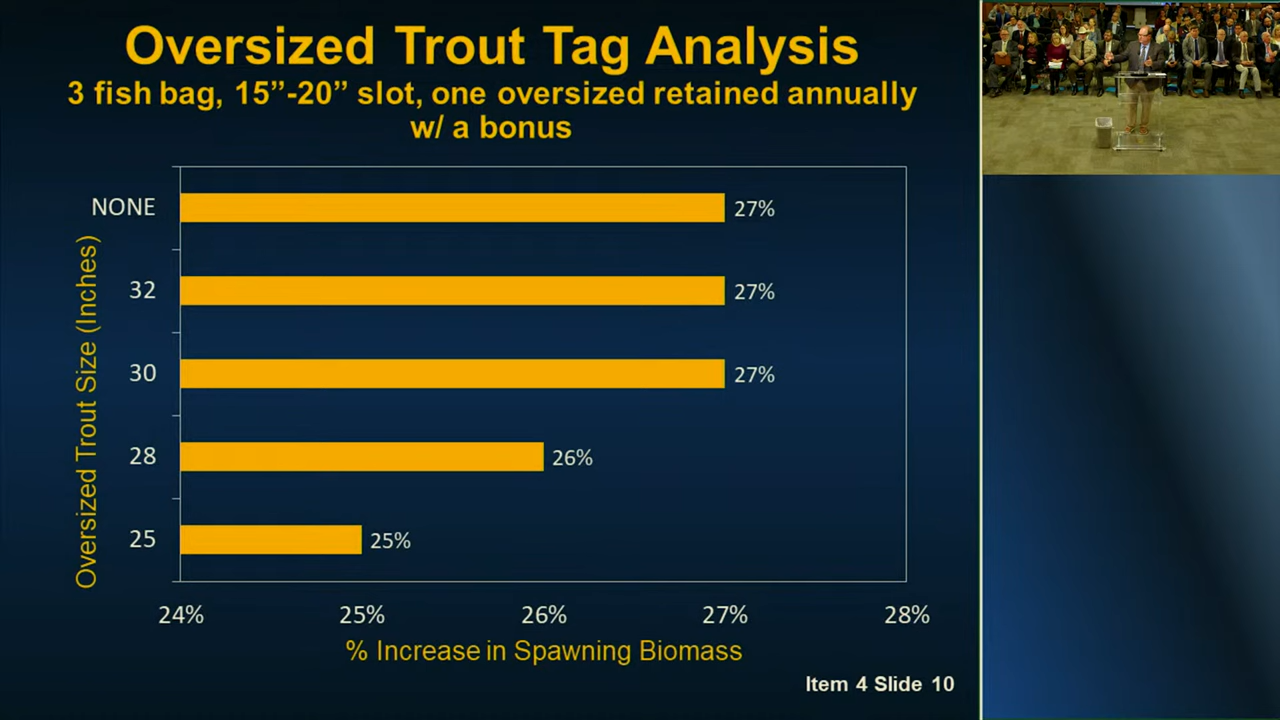 Oversized Trout Tag Analysis
3 fish bag, 15”-20” slot, one oversized retained annually
w/ a bonus
Oversized Trout Size (Inches)
NONE
27%
32
27%
30
27%
28
26%
25
25%
24% 25% 26% 27% 28%
% Increase in Spawning Biomass
Item 4 Slide 10